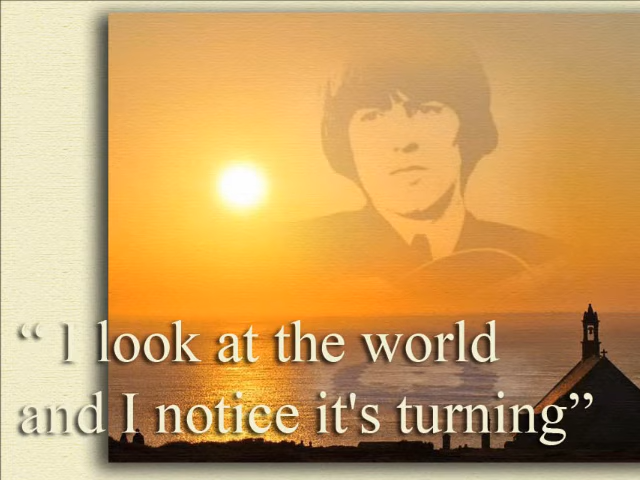 “ I look at the world
and I notice it's turning”